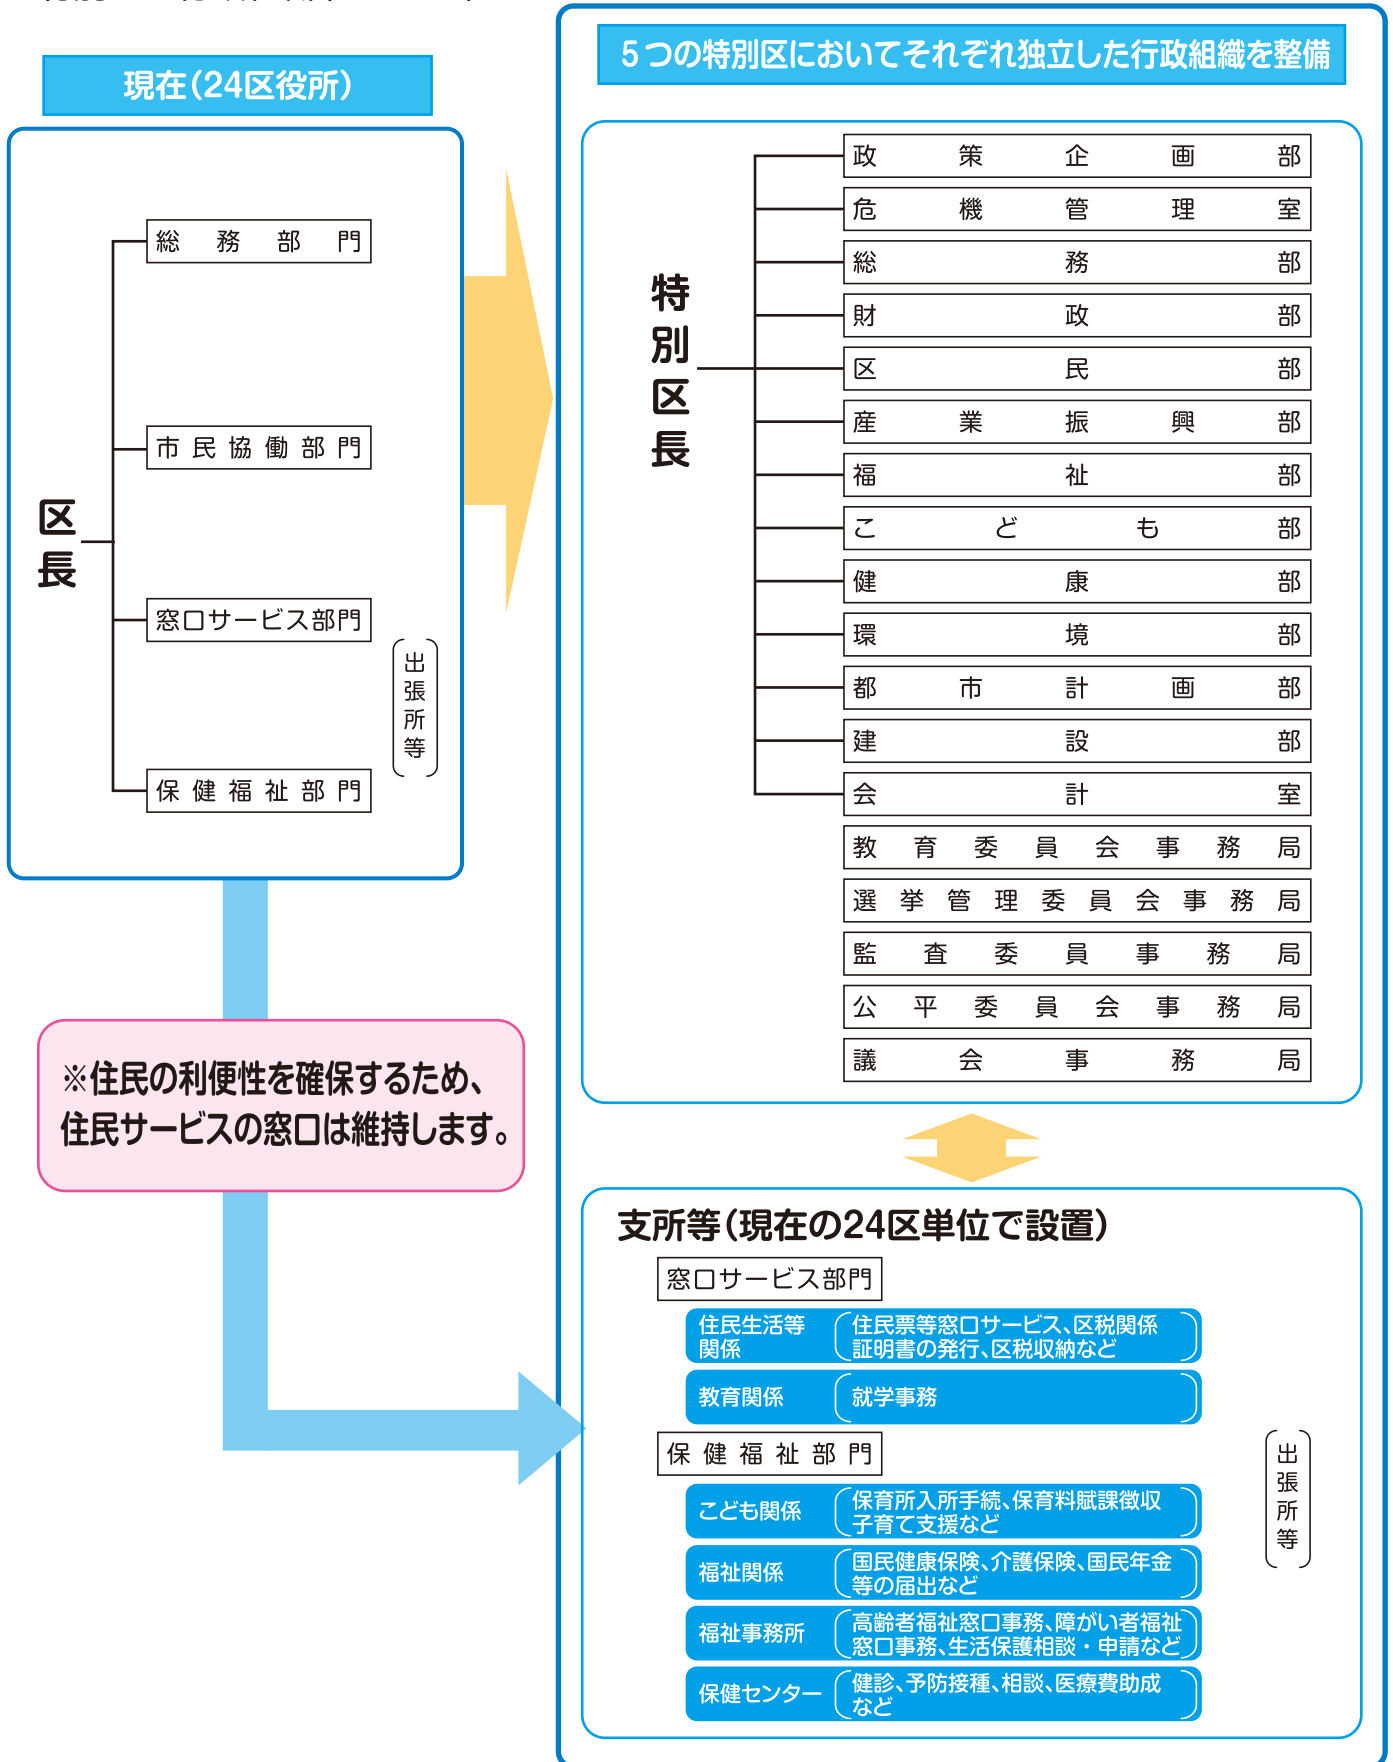 現在(24区役所)
区長
総務部門
市民協働部門
窓口サービス部門
保健福祉部門
出張所等
※住民の利便性を確保するため、
住民サービスの窓口は維持します。
5つの特別区においてそれぞれ独立した行政組織を整備
特別区長
政策企画部
危機管理室
総務部
財政部
区民部
産業振興部
福祉部
こども部
健康部
環境部
都市計画部
建設部
会計室
教育委員会事務局
選挙管理委員会事務局
監査委員事務局
公平委員会事務局
議会事務局
支所等(現在の24区単位で設置)
窓口サービス部門
住民生活等
関係
住民票等窓口サービス、区税関係
証明書の発行、区税収納など
教育関係
就学事務
保健福祉部門
こども関係
保育所入所手続、保育料賦課徴収
子育て支援など
福祉関係
国民健康保険、介護保険、国民年金
等の届出など
福祉事務所
高齢者福祉窓口事務、障がい者福祉
窓口事務、生活保護相談・申請など
保健センター
健診、予防接種、相談、医療費助成
など
出張所等